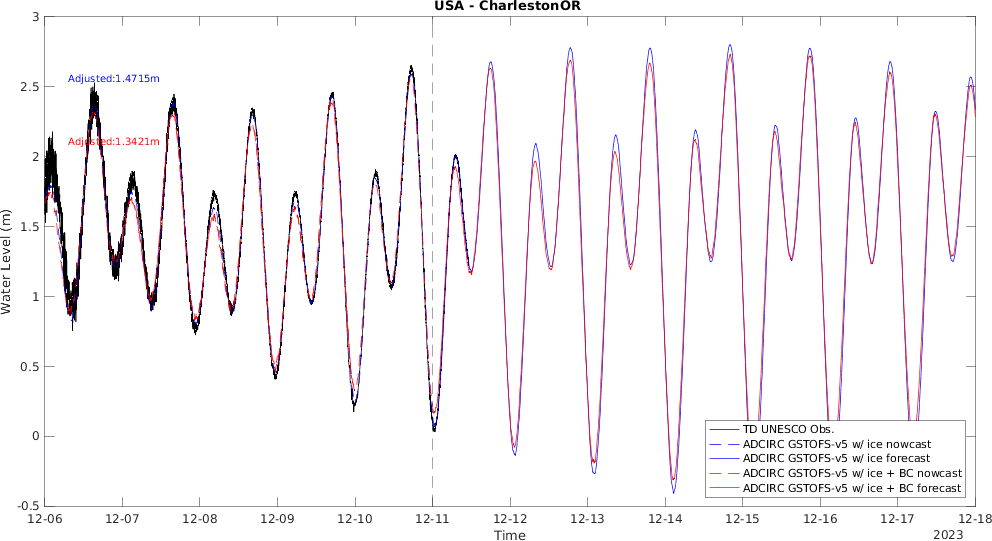 USA - CharlestonOR
3
2.5
2
1.5
1
0.5
0
-0.5
Water Level (m)
Adjusted:1.4715m
Adjusted:1.3421m
TD UNESCO Obs.
ADCIRC GSTOFS-v5 w/ ice nowcast
ADCIRC GSTOFS-v5 w/ ice forecast
ADCIRC GSTOFS-v5 w/ ice + BC nowcast
ADCIRC GSTOFS-v5 w/ ice + BC forecast
12-06 12-07 12-08 12-09 12-10 12-11 12-12 12-13 12-14 12-15 12-16 12-17 12-18
Time
2023